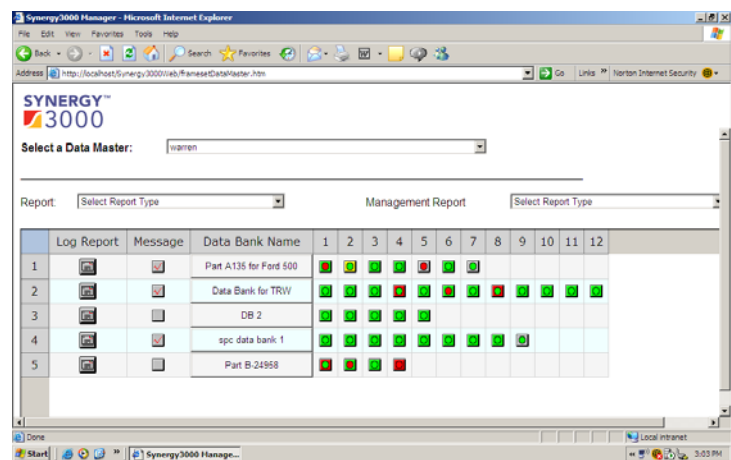 Synergy3000 Manager - Microsoft Internet Explorer
File Edit View Favorites Tools Help
Back Search Favorites
Address http://localhost/Synergy3000Web/framesetDataMaster.htm Go Links » Norton Internet Security
SYNERGY™
3000
Select a Data Master: warren
Report: Select Report Type Management Report Select Report Type
Log Report Message Data Bank Name 1 2 3 4 5 6 7 8 9 10 11 12
1 Part A135 for Ford 500
2 Data Bank for TRW
3 DB 2
4 spc data bank 1
5 Part B-24958
Done Local intranet
Start » Synergy3000 Manage... « 3:03 PM